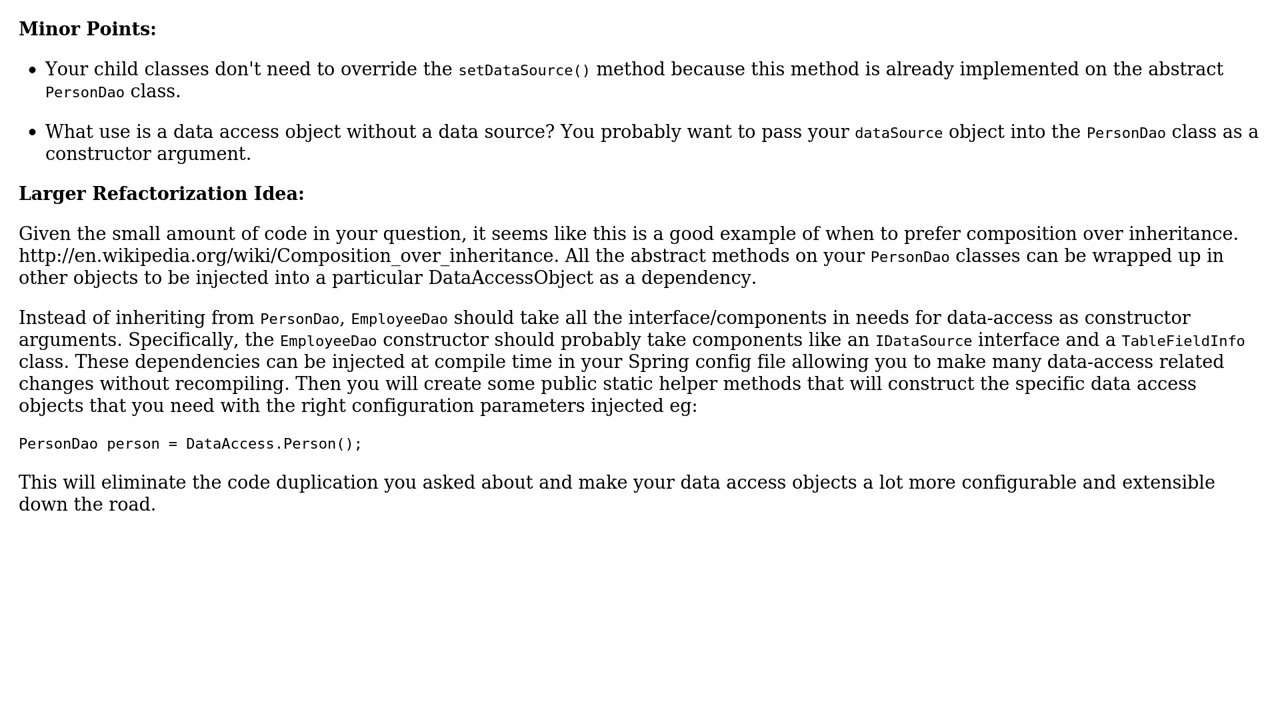 Minor Points:
• Your child classes don't need to override the setDataSource() method because this method is already implemented on the abstract
PersonDao class.
• What use is a data access object without a data source? You probably want to pass your dataSource object into the PersonDao class as a
constructor argument.
Larger Refactorization Idea:
Given the small amount of code in your question, it seems like this is a good example of when to prefer composition over inheritance.
http://en.wikipedia.org/wiki/Composition_over_inheritance. All the abstract methods on your PersonDao classes can be wrapped up in
other objects to be injected into a particular DataAccessObject as a dependency.
Instead of inheriting from PersonDao, EmployeeDao should take all the interface/components in needs for data-access as constructor
arguments. Specifically, the EmployeeDao constructor should probably take components like an IDataSource interface and a TableFieldInfo
class. These dependencies can be injected at compile time in your Spring config file allowing you to make many data-access related
changes without recompiling. Then you will create some public static helper methods that will construct the specific data access
objects that you need with the right configuration parameters injected eg:
PersonDao person = DataAccess.Person();
This will eliminate the code duplication you asked about and make your data access objects a lot more configurable and extensible
down the road.